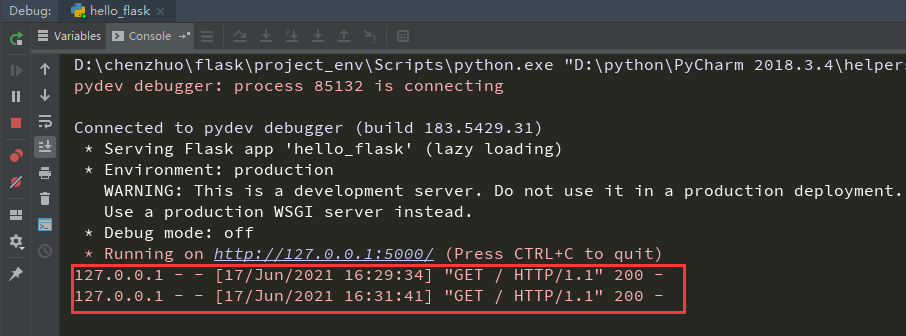 Debug: hello_flask
Variables Console
D:\chenzhuo\flask\project_env\Scripts\python.exe "D:\python\PyCharm 2018.3.4\helpers
pydev debugger: process 85132 is connecting
Connected to pydev debugger (build 183.5429.31)
* Serving Flask app 'hello_flask' (lazy loading)
* Environment: production
WARNING: This is a development server. Do not use it in a production deployment.
Use a production WSGI server instead.
* Debug mode: off
* Running on http://127.0.0.1:5000/ (Press CTRL+C to quit)
127.0.0.1 - - [17/Jun/2021 16:29:34] "GET / HTTP/1.1" 200 -
127.0.0.1 - - [17/Jun/2021 16:31:41] "GET / HTTP/1.1" 200 -